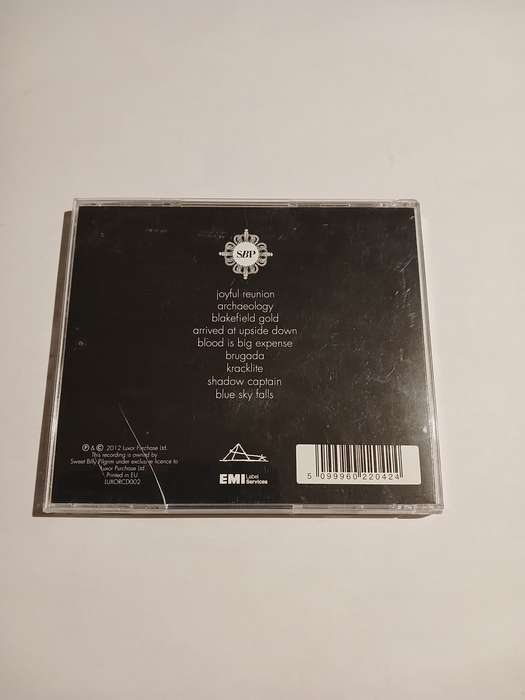 SBP
joyful reunion
archaeology
blakefield gold
arrived at upside down
blood is big expense
brugada
kracklite
shadow captain
blue sky falls
℗ & © 2012 Luxor Purchase Ltd.
This recording is owned by
Sweet Billy Pilgrim under exclusive licence to
Luxor Purchase Ltd.
Printed in EU
LUXORCD002
EMI Label
Services
5 099960 220424